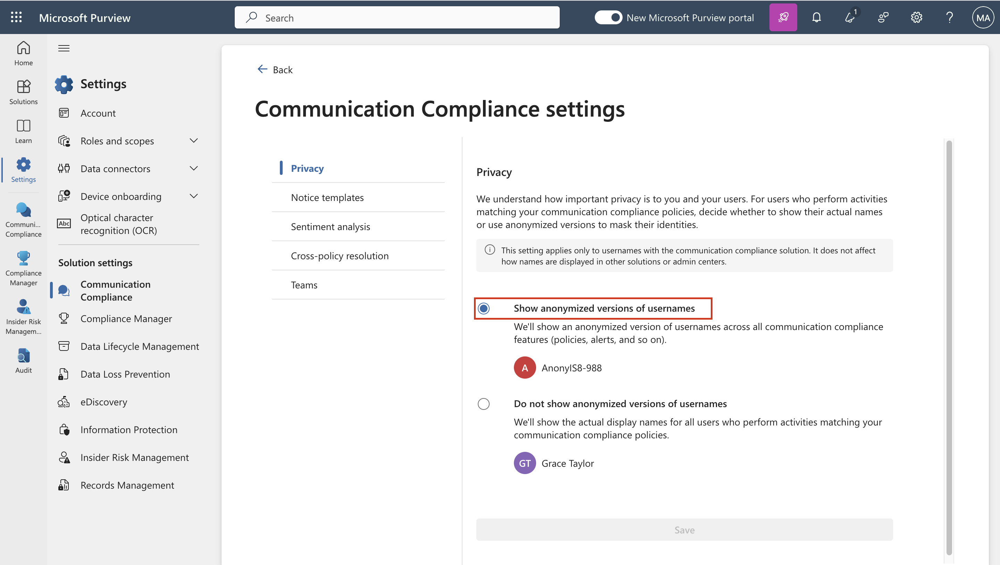 Microsoft Purview
Search
New Microsoft Purview portal
1
MA
Home
Solutions
Learn
Settings
Communi...
Compliance
Compliance
Manager
Insider Risk
Managem...
Audit
Settings
Account
Roles and scopes
Data connectors
Device onboarding
Abc
Optical character
recognition (OCR)
Solution settings
Communication
Compliance
Compliance Manager
Data Lifecycle Management
Data Loss Prevention
eDiscovery
Information Protection
Insider Risk Management
Records Management
Back
Communication Compliance settings
Privacy
Notice templates
Sentiment analysis
Cross-policy resolution
Teams
Privacy
We understand how important privacy is to you and your users. For users who perform activities
matching your communication compliance policies, decide whether to show their actual names
or use anonymized versions to mask their identities.
This setting applies only to usernames with the communication compliance solution. It does not affect
how names are displayed in other solutions or admin centers.
Show anonymized versions of usernames
We'll show an anonymized version of usernames across all communication compliance
features (policies, alerts, and so on).
A AnonyIS8-988
Do not show anonymized versions of usernames
We'll show the actual display names for all users who perform activities matching your
communication compliance policies.
GT Grace Taylor
Save